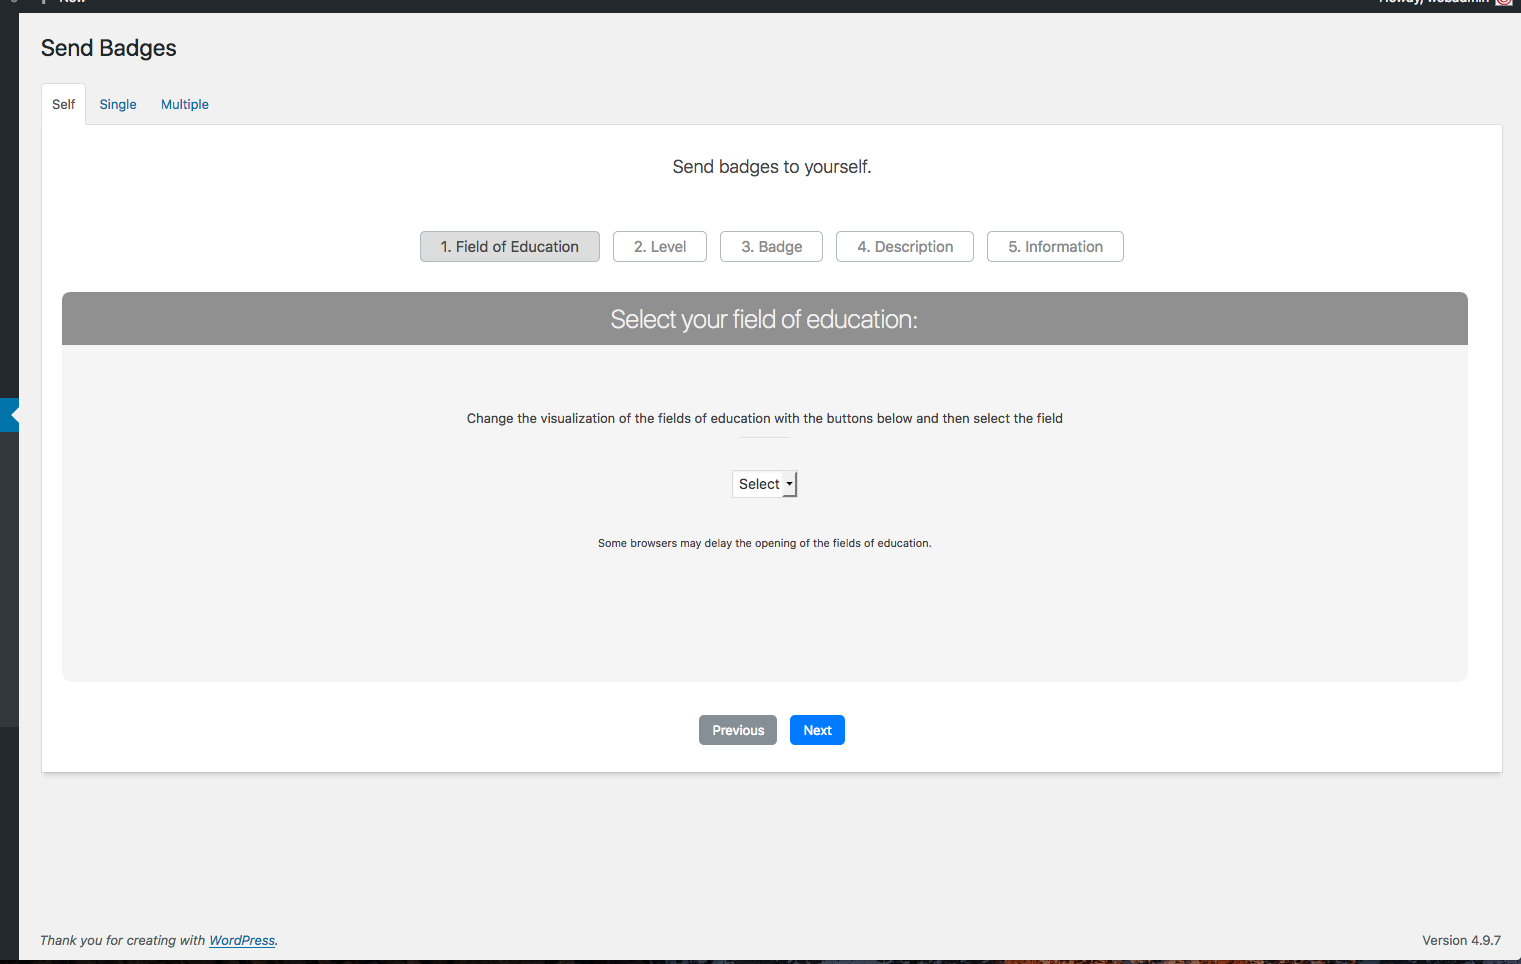 Send Badges
Self Single Multiple
Send badges to yourself.
1. Field of Education 2. Level 3. Badge 4. Description 5. Information
Select your field of education:
Change the visualization of the fields of education with the buttons below and then select the field
Select
Some browsers may delay the opening of the fields of education.
Previous Next
Thank you for creating with WordPress. Version 4.9.7